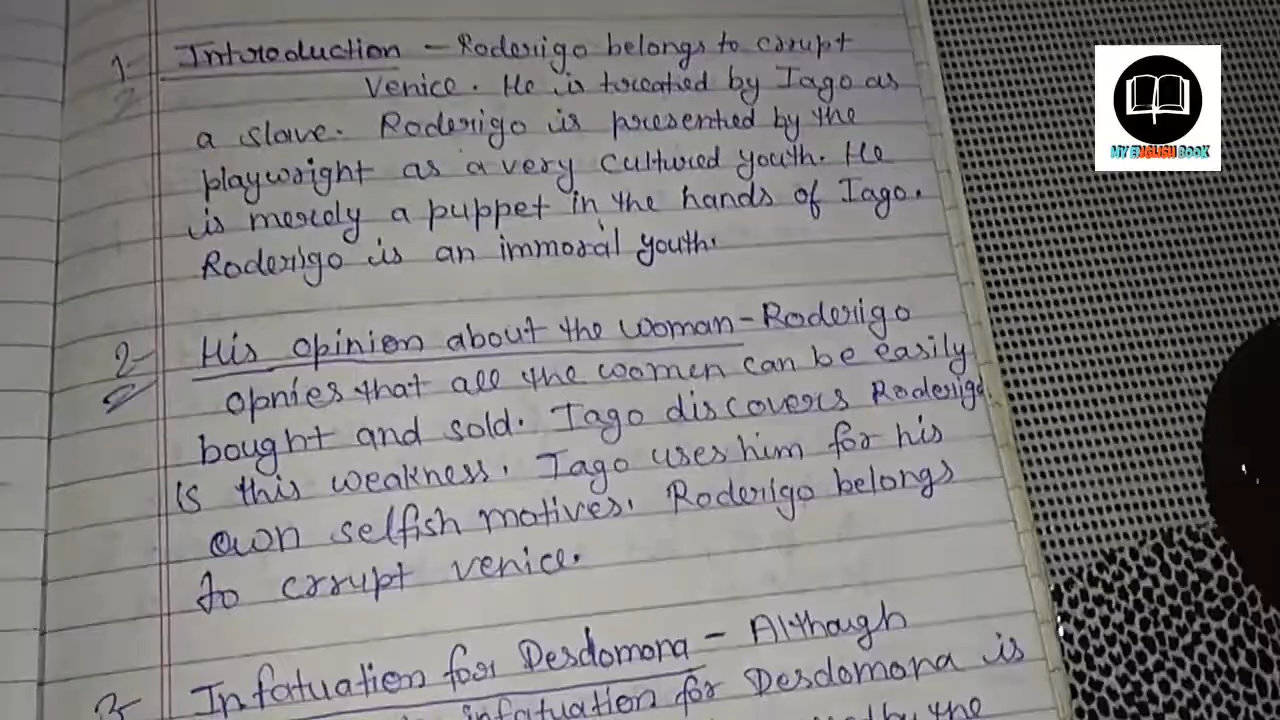 1- Introduction - Roderigo belongs to crrupt
Venice. He is treated by Iago as
a slave. Roderigo is presented by the
playwright as a very cultured youth. He
is merely a puppet in the hands of Iago.
Roderigo is an immoral youth.
2- His opinion about the woman - Roderigo
opnies that all the women can be easily
bought and sold. Iago discovers Roderigo
is this weakness. Iago uses him for his
own selfish motives. Roderigo belongs
to crrupt venice.
3- Infatuation for Desdomona - Although
infatuation for Desdomona is
by the
MY ENGLISH BOOK